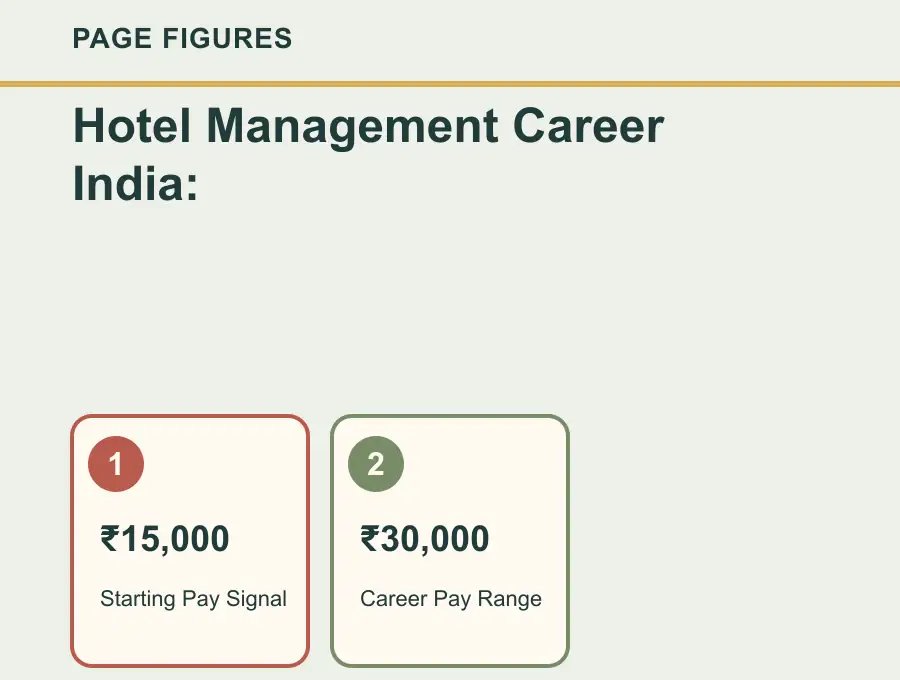 PAGE FIGURES
Hotel Management Career
India:
1
₹15,000
Starting Pay Signal
2
₹30,000
Career Pay Range